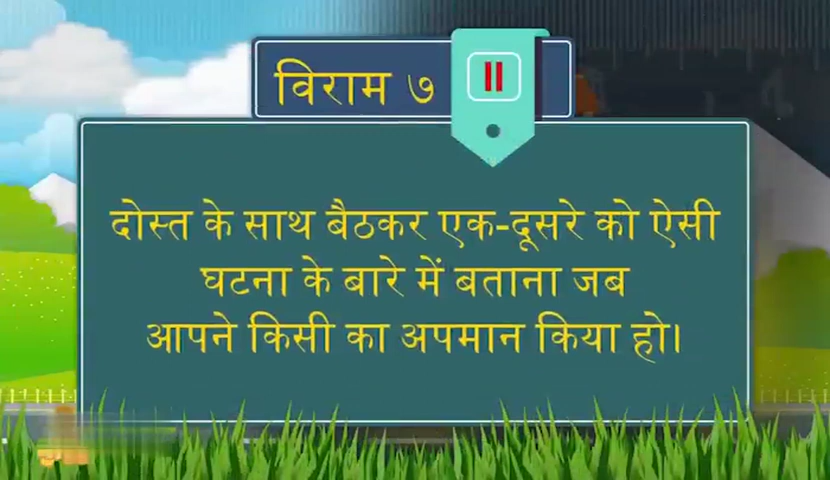 विराम ७
दोस्त के साथ बैठकर एक-दूसरे को ऐसी
घटना के बारे में बताना जब
आपने किसी का अपमान किया हो।